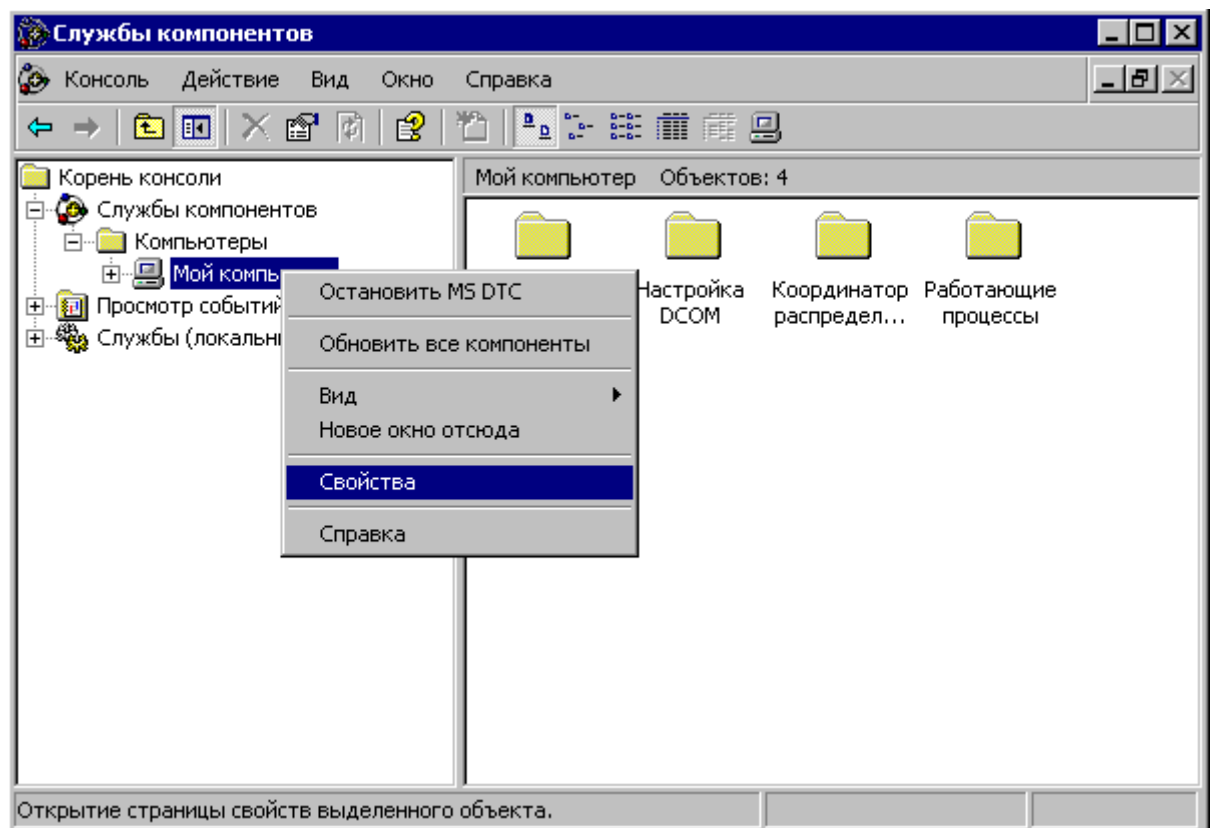 Службы компонентов
Консоль Действие Вид Окно Справка
Корень консоли
Службы компонентов
Компьютеры
Мой компь
Просмотр событий
Службы (локальн
Мой компьютер Объектов: 4
Настройка DCOM
Координатор распредел...
Работающие процессы
Остановить MS DTC
Обновить все компоненты
Вид
Новое окно отсюда
Свойства
Справка
Открытие страницы свойств выделенного объекта.